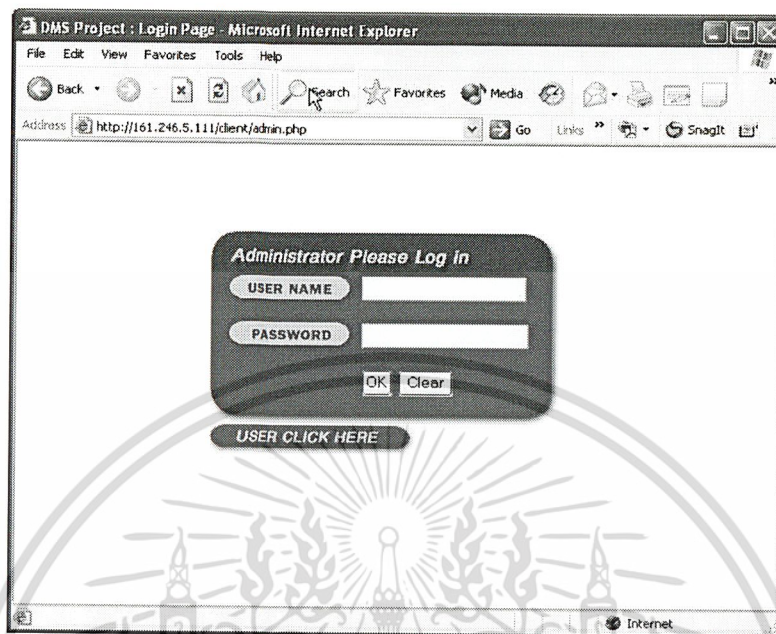 DMS Project : Login Page - Microsoft Internet Explorer
File Edit View Favorites Tools Help
Back Search Favorites Media
Address http://161.246.5.111/client/admin.php Go Links » SnagIt
Administrator Please Log in
USER NAME
PASSWORD
OK Clear
USER CLICK HERE
Internet